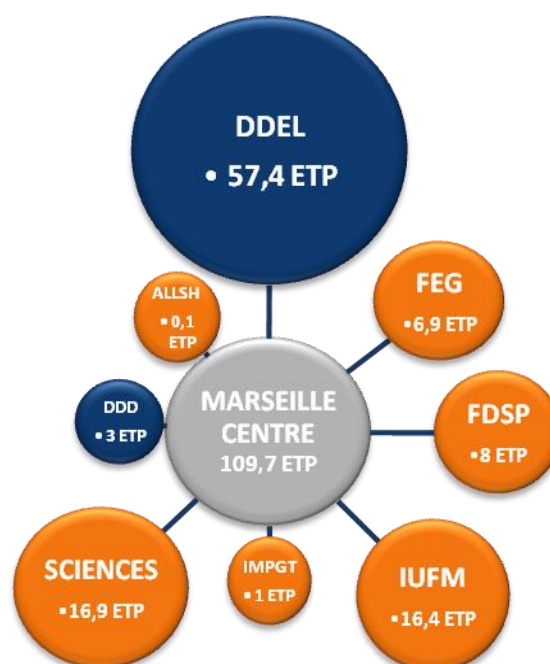 DDEL
• 57,4 ETP
ALLSH
• 0,1
ETP
FEG
• 6,9 ETP
DDD
• 3 ETP
MARSEILLE
CENTRE
109,7 ETP
FDSP
• 8 ETP
SCIENCES
• 16,9 ETP
IMPGT
• 1 ETP
IUFM
• 16,4 ETP